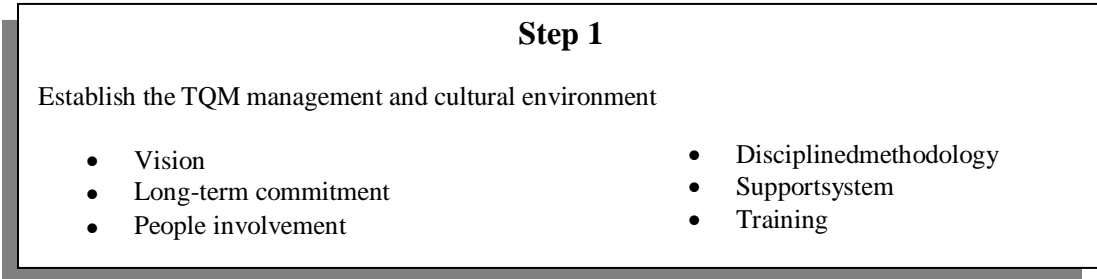 Step 1
Establish the TQM management and cultural environment
• Vision
• Long-term commitment
• People involvement
• Disciplinedmethodology
• Supportsystem
• Training